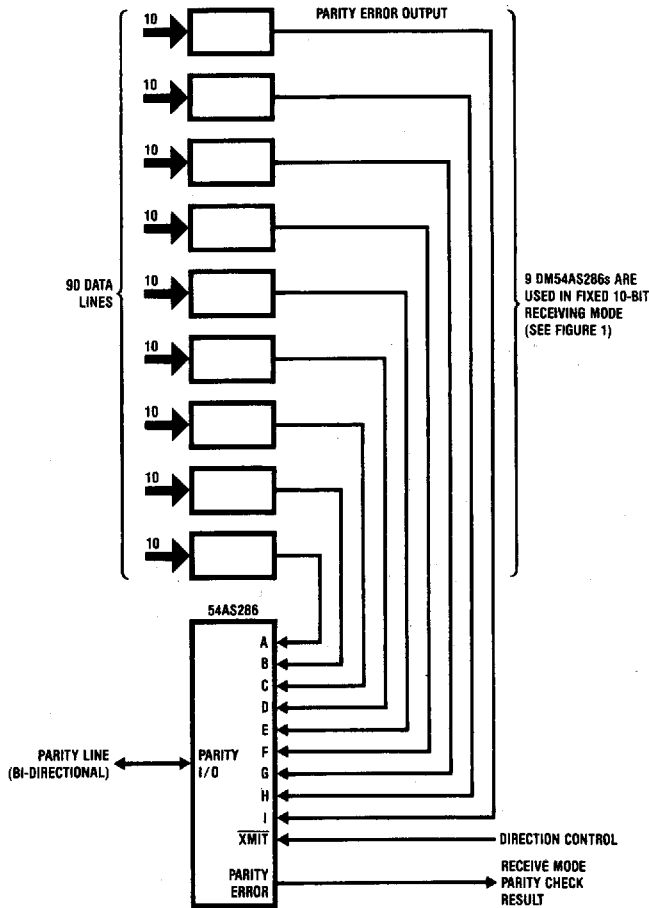 PARITY ERROR OUTPUT
10
10
10
10
10
10
10
10
10
90 DATA
LINES
9 DM54AS286s ARE
USED IN FIXED 10-BIT
RECEIVING MODE
(SEE FIGURE 1)
54AS286
A
B
C
D
E
F
G
H
I
XMIT
PARITY
I/O
PARITY
ERROR
PARITY LINE
(BI-DIRECTIONAL)
DIRECTION CONTROL
RECEIVE MODE
PARITY CHECK
RESULT